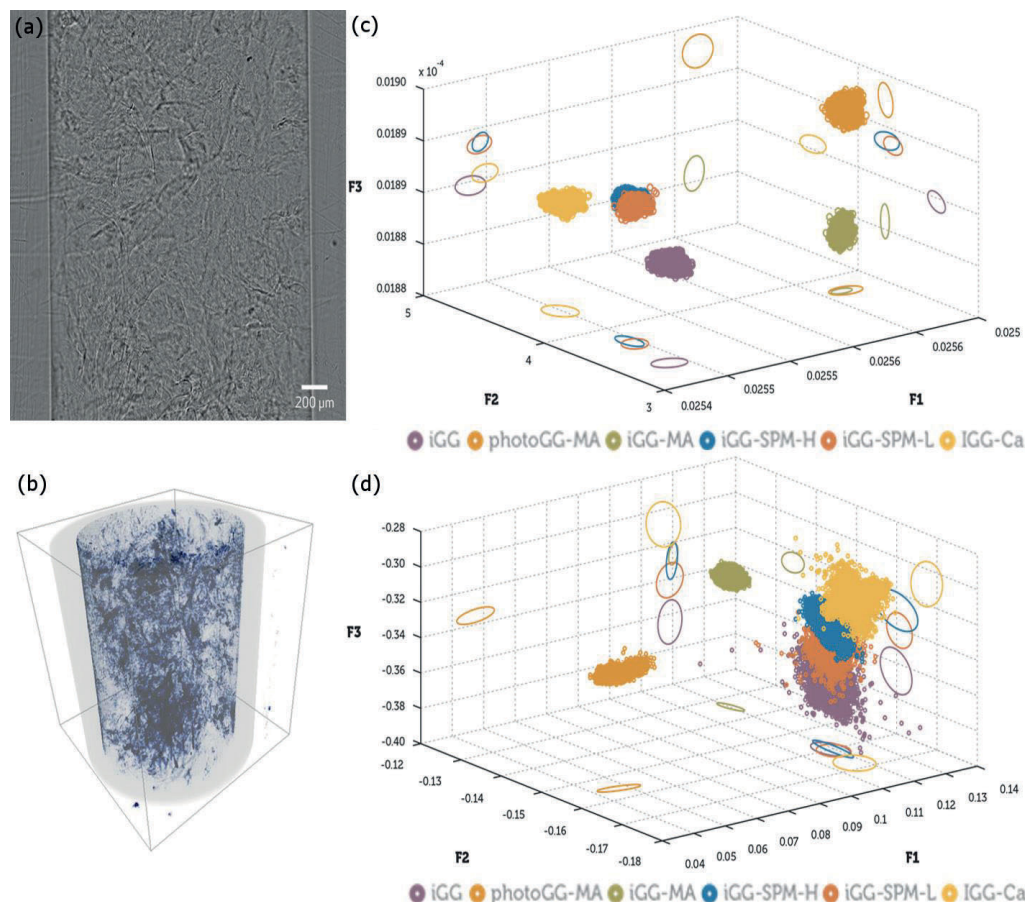 (a)
200 µm
(b)
(c)
x 10⁻⁴
0.0190
0.0189
0.0189
0.0188
0.0188
F3
5
4
3
F2
0.0254
0.0255
0.0255
0.0256
0.0256
0.025
F1
iGG photoGG-MA iGG-MA iGG-SPM-H iGG-SPM-L IGG-Ca
(d)
-0.28
-0.30
-0.32
-0.34
-0.36
-0.38
-0.40
F3
-0.12
-0.13
-0.14
-0.15
-0.16
-0.17
-0.18
F2
0.04
0.05
0.06
0.07
0.08
0.09
0.1
0.11
0.12
0.13
0.14
F1
iGG photoGG-MA iGG-MA iGG-SPM-H iGG-SPM-L IGG-Ca